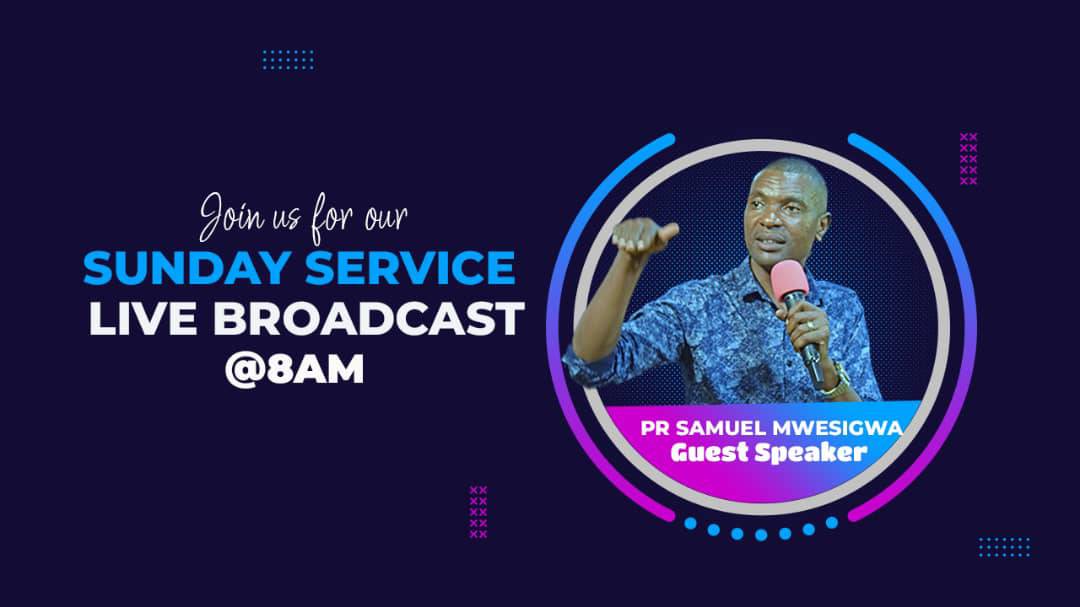 Join us for our
SUNDAY SERVICE
LIVE BROADCAST
@8AM
PR SAMUEL MWESIGWA
Guest Speaker